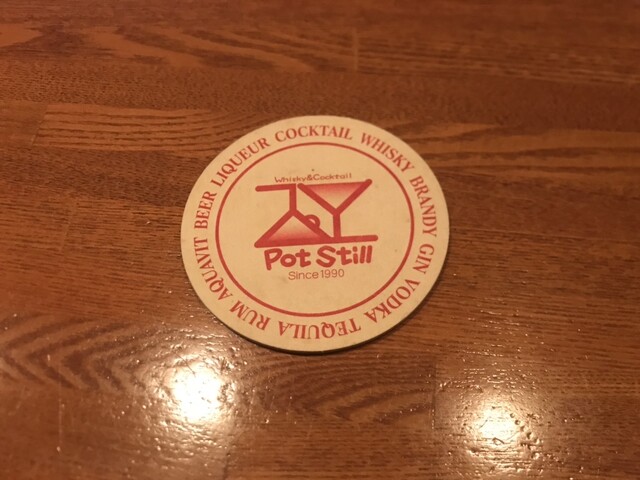 BEER LIQUEUR COCKTAIL WHISKY BRANDY GIN VODKA TEQUILA RUM AQUAVIT
Whisky&Cocktail
Pot Still
Since 1990